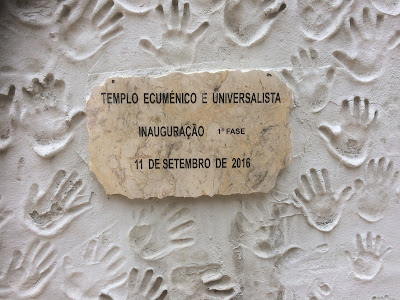 TEMPLO ECUMÉNICO E UNIVERSALISTA
INAUGURAÇÃO 1ª FASE
11 DE SETEMBRO DE 2016